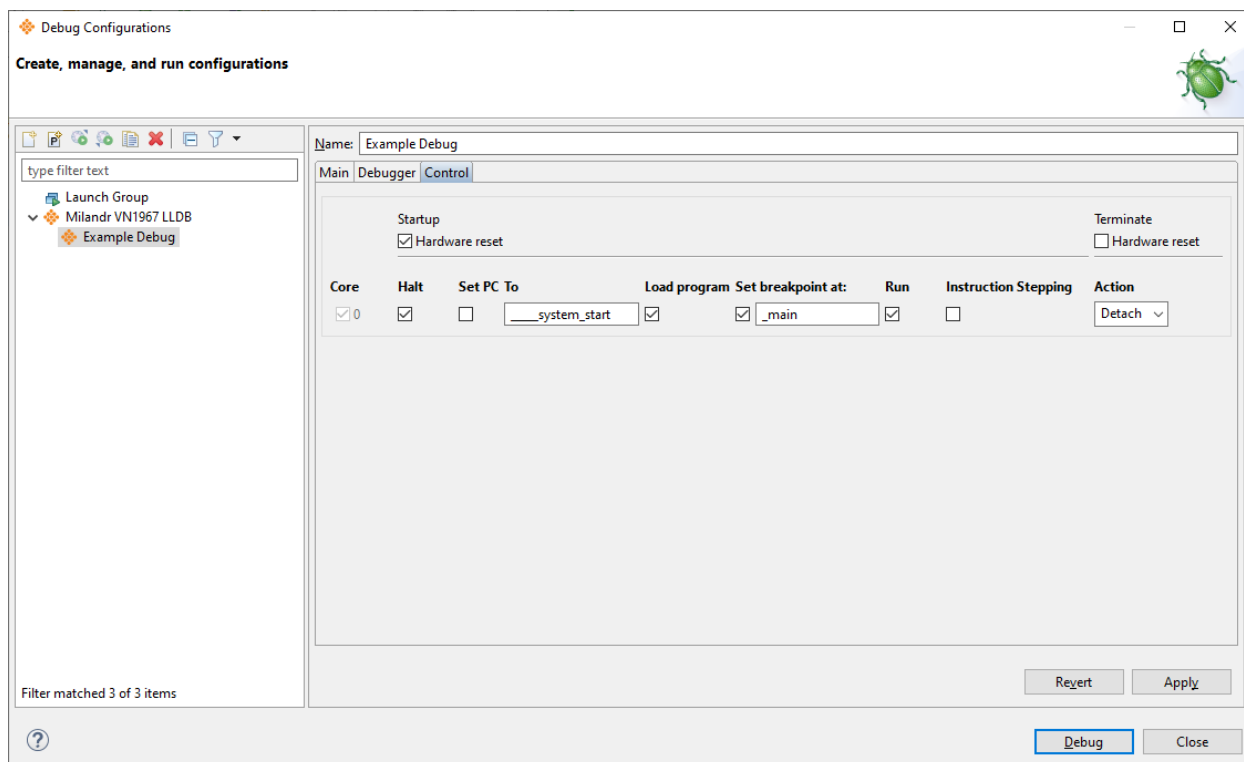 Debug Configurations
Create, manage, and run configurations
type filter text
Launch Group
Milandr VN1967 LLDB
Example Debug
Filter matched 3 of 3 items
Name: Example Debug
Main Debugger Control
Startup Terminate
Hardware reset Hardware reset
Core Halt Set PC To Load program Set breakpoint at: Run Instruction Stepping Action
0 ____system_start _main Detach
Revert Apply
Debug Close